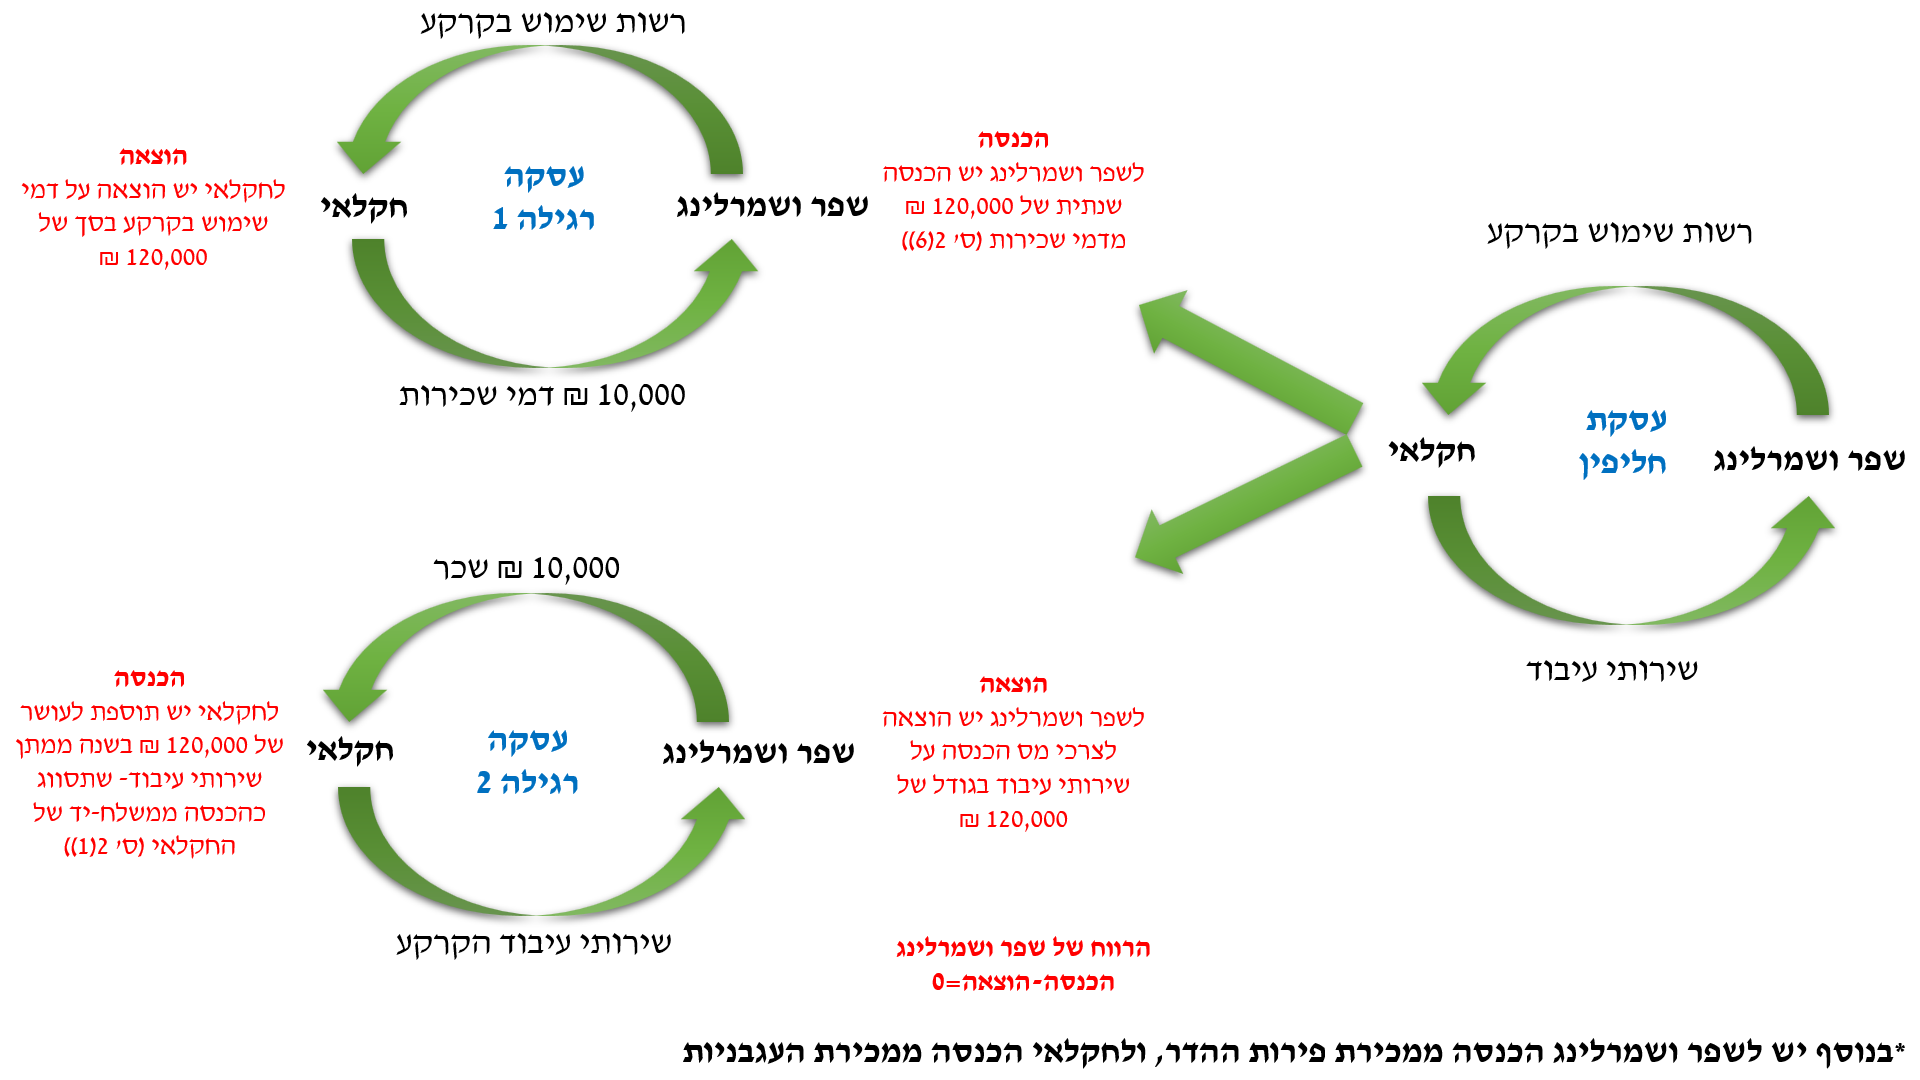 רשות שימוש בקרקע
שפר ושמרלינג
עסקת
חליפין
חקלאי
שירותי עיבוד
רשות שימוש בקרקע
הכנסה
לשפר ושמרלינג יש הכנסה
שנתית של 120,000 ₪
מדמי שכירות (ס' 2(6))
שפר ושמרלינג
עסקה
רגילה 1
חקלאי
הוצאה
לחקלאי יש הוצאה על דמי
שימוש בקרקע בסך של
120,000 ₪
10,000 ₪ דמי שכירות
10,000 ₪ שכר
הוצאה
לשפר ושמרלינג יש הוצאה
לצרכי מס הכנסה על
שירותי עיבוד בגודל של
120,000 ₪
שפר ושמרלינג
עסקה
רגילה 2
חקלאי
הכנסה
לחקלאי יש תוספת לעושר
של 120,000 ₪ בשנה ממתן
שירותי עיבוד- שתסווג
כהכנסה ממשלח-יד של
החקלאי (ס' 2(1))
שירותי עיבוד הקרקע
הרווח של שפר ושמרלינג
הכנסה-הוצאה=0
*בנוסף יש לשפר ושמרלינג הכנסה ממכירת פירות ההדר, ולחקלאי הכנסה ממכירת העגבניות